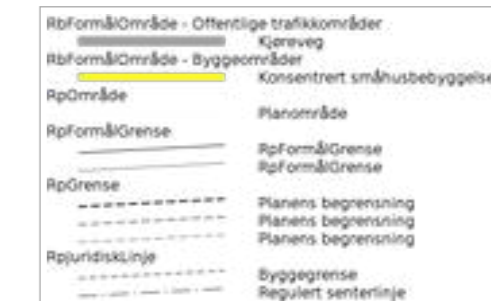 RbFormålOmråde - Offentlige trafikkområder
Kjøreveg
RbFormålOmråde - Byggeområder
Konsentrert småhusbebyggelse
RpOmråde
Planområde
RpFormålGrense
RpFormålGrense
RpFormålGrense
RpGrense
Planens begrensning
Planens begrensning
Planens begrensning
RpJuridiskLinje
Byggegrense
Regulert senterlinje